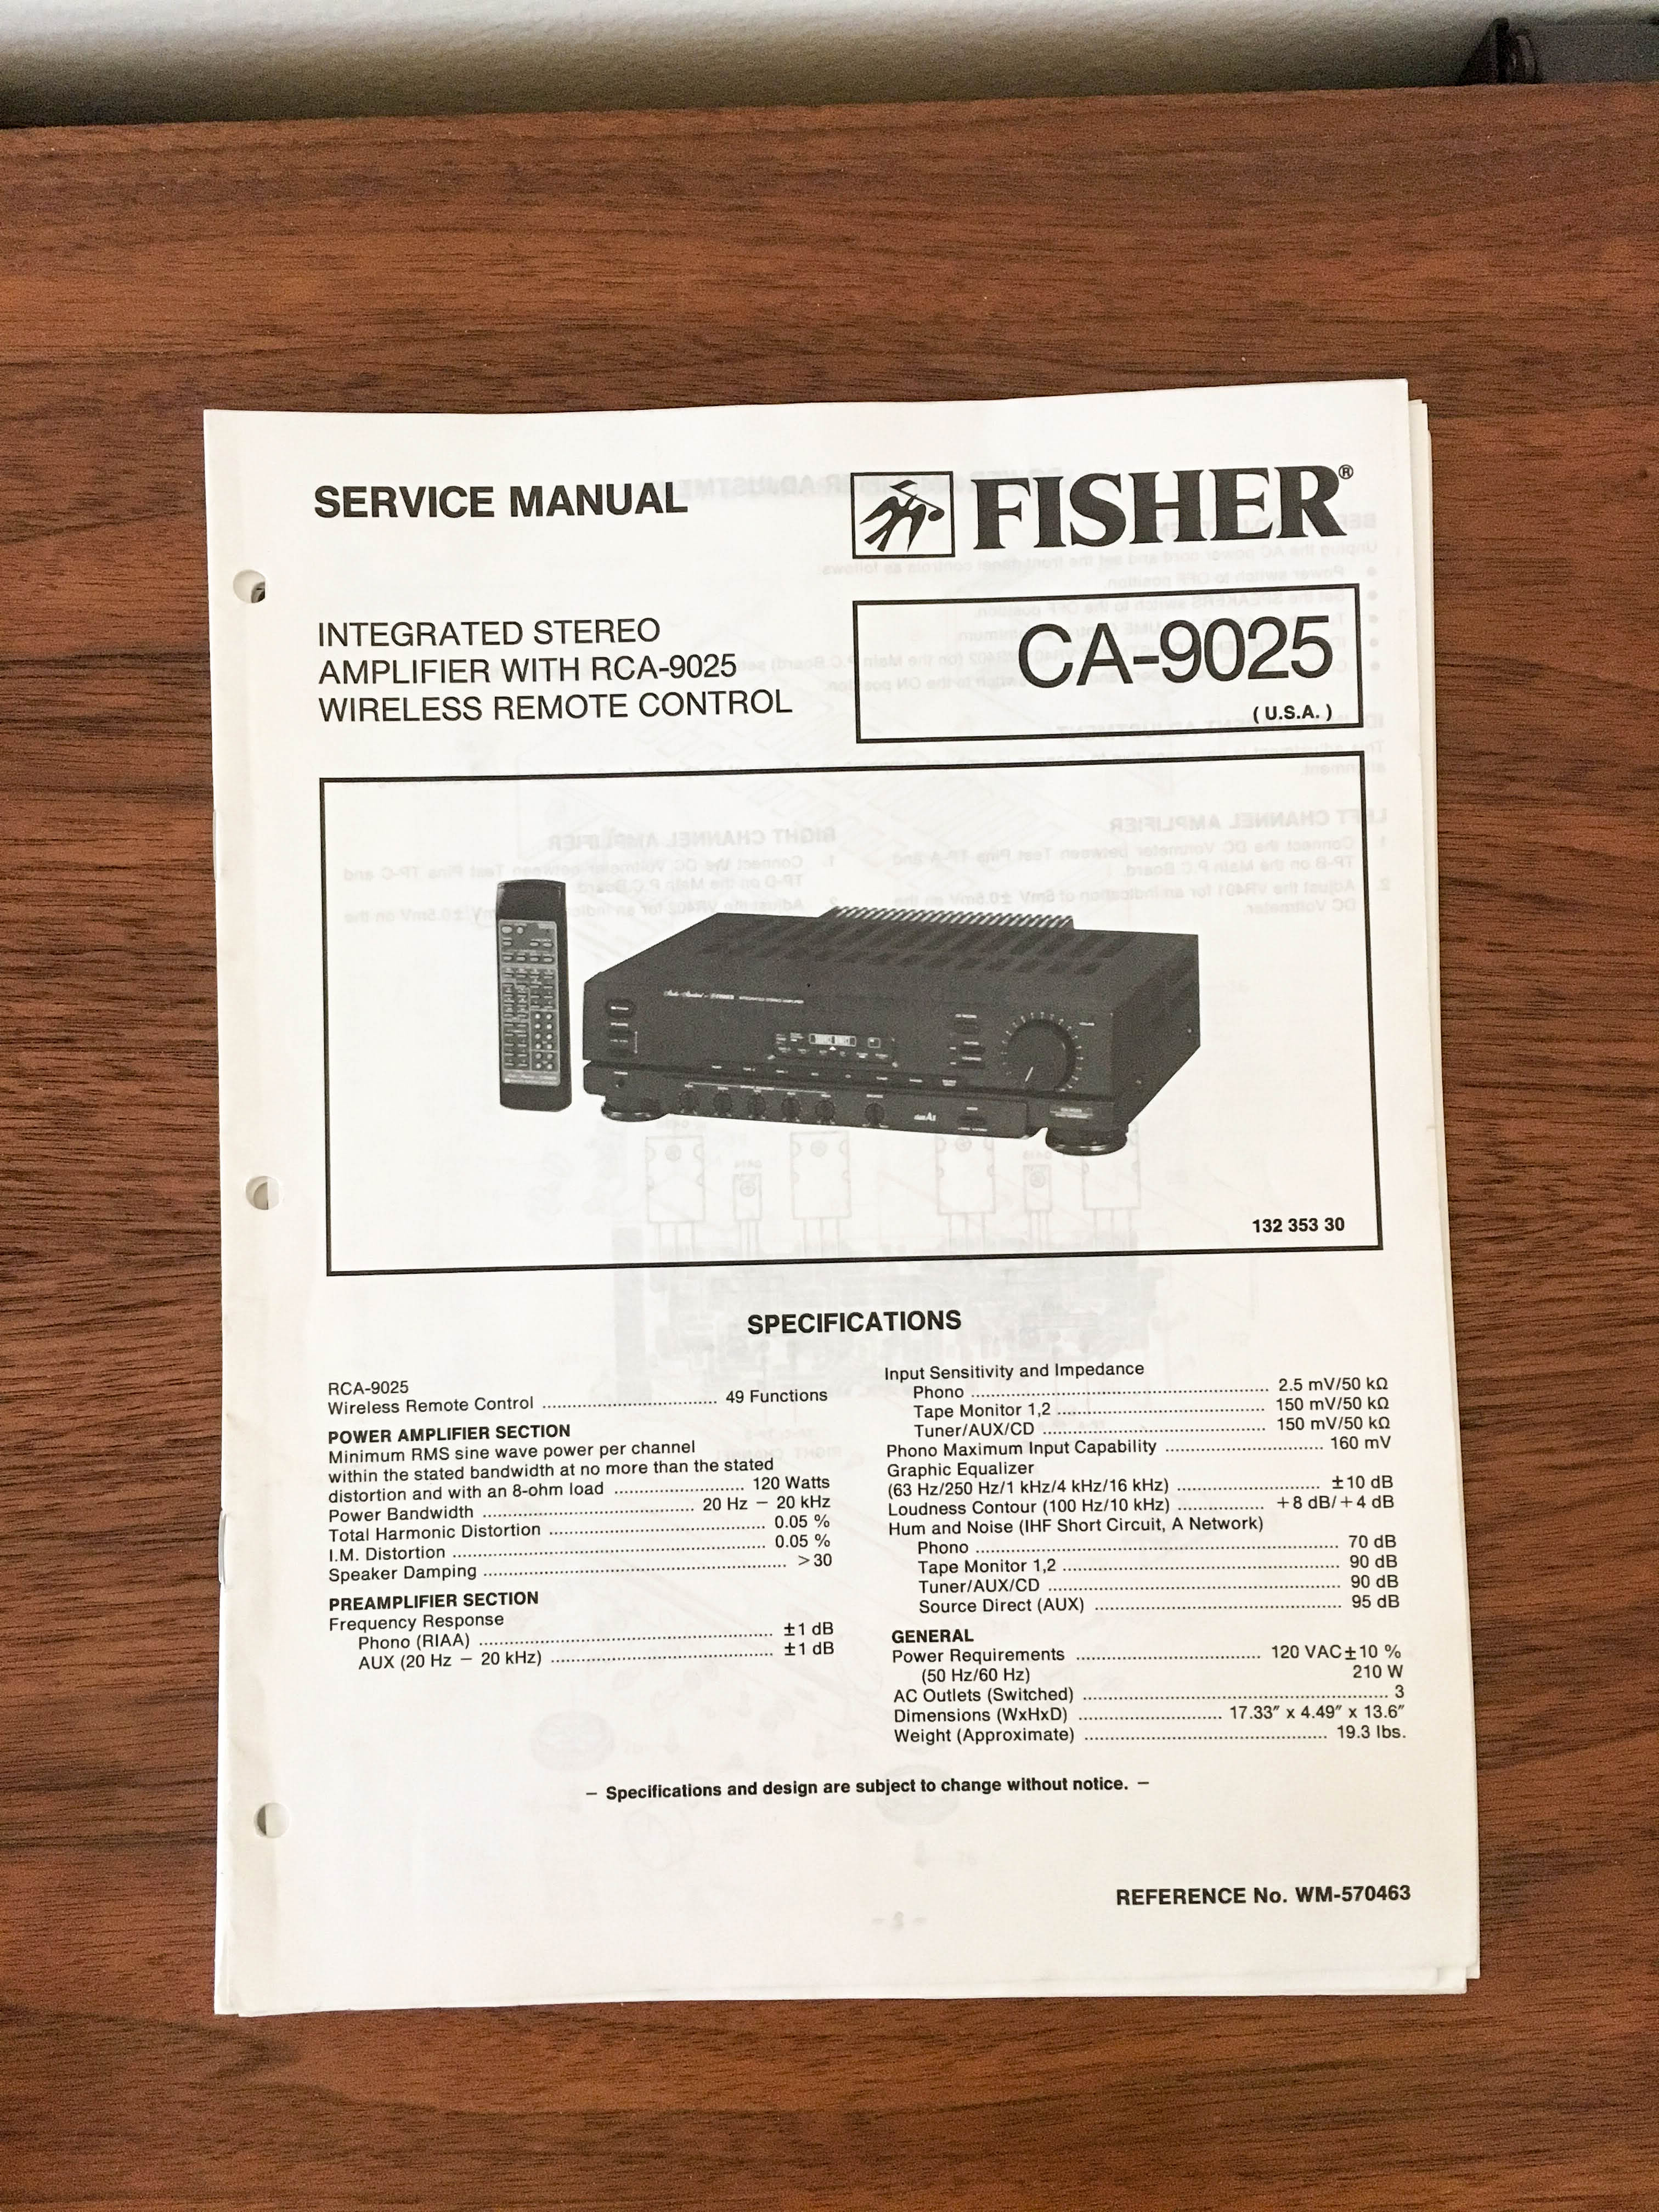 SERVICE MANUAL
FISHER®
INTEGRATED STEREO
AMPLIFIER WITH RCA-9025
WIRELESS REMOTE CONTROL
CA-9025
( U.S.A. )
132 353 30
SPECIFICATIONS
RCA-9025
Wireless Remote Control ................................ 49 Functions
POWER AMPLIFIER SECTION
Minimum RMS sine wave power per channel
within the stated bandwidth at no more than the stated
distortion and with an 8-ohm load ........................ 120 Watts
Power Bandwidth ...................................... 20 Hz — 20 kHz
Total Harmonic Distortion ....................................... 0.05 %
I.M. Distortion ......................................................... 0.05 %
Speaker Damping ....................................................... >30
PREAMPLIFIER SECTION
Frequency Response
Phono (RIAA) ...................................................... ±1 dB
AUX (20 Hz — 20 kHz) ........................................ ±1 dB
Input Sensitivity and Impedance
Phono ...................................................... 2.5 mV/50 kΩ
Tape Monitor 1,2 ...................................... 150 mV/50 kΩ
Tuner/AUX/CD ........................................ 150 mV/50 kΩ
Phono Maximum Input Capability ............................ 160 mV
Graphic Equalizer
(63 Hz/250 Hz/1 kHz/4 kHz/16 kHz) .......................... ±10 dB
Loudness Contour (100 Hz/10 kHz) ............... +8 dB/+4 dB
Hum and Noise (IHF Short Circuit, A Network)
Phono .................................................................. 70 dB
Tape Monitor 1,2 .................................................. 90 dB
Tuner/AUX/CD ..................................................... 90 dB
Source Direct (AUX) ............................................. 95 dB
GENERAL
Power Requirements ................................. 120 VAC±10 %
(50 Hz/60 Hz) 210 W
AC Outlets (Switched) ....................................................... 3
Dimensions (WxHxD) .......................... 17.33″ x 4.49″ x 13.6″
Weight (Approximate) ............................................ 19.3 lbs.
— Specifications and design are subject to change without notice. —
REFERENCE No. WM-570463